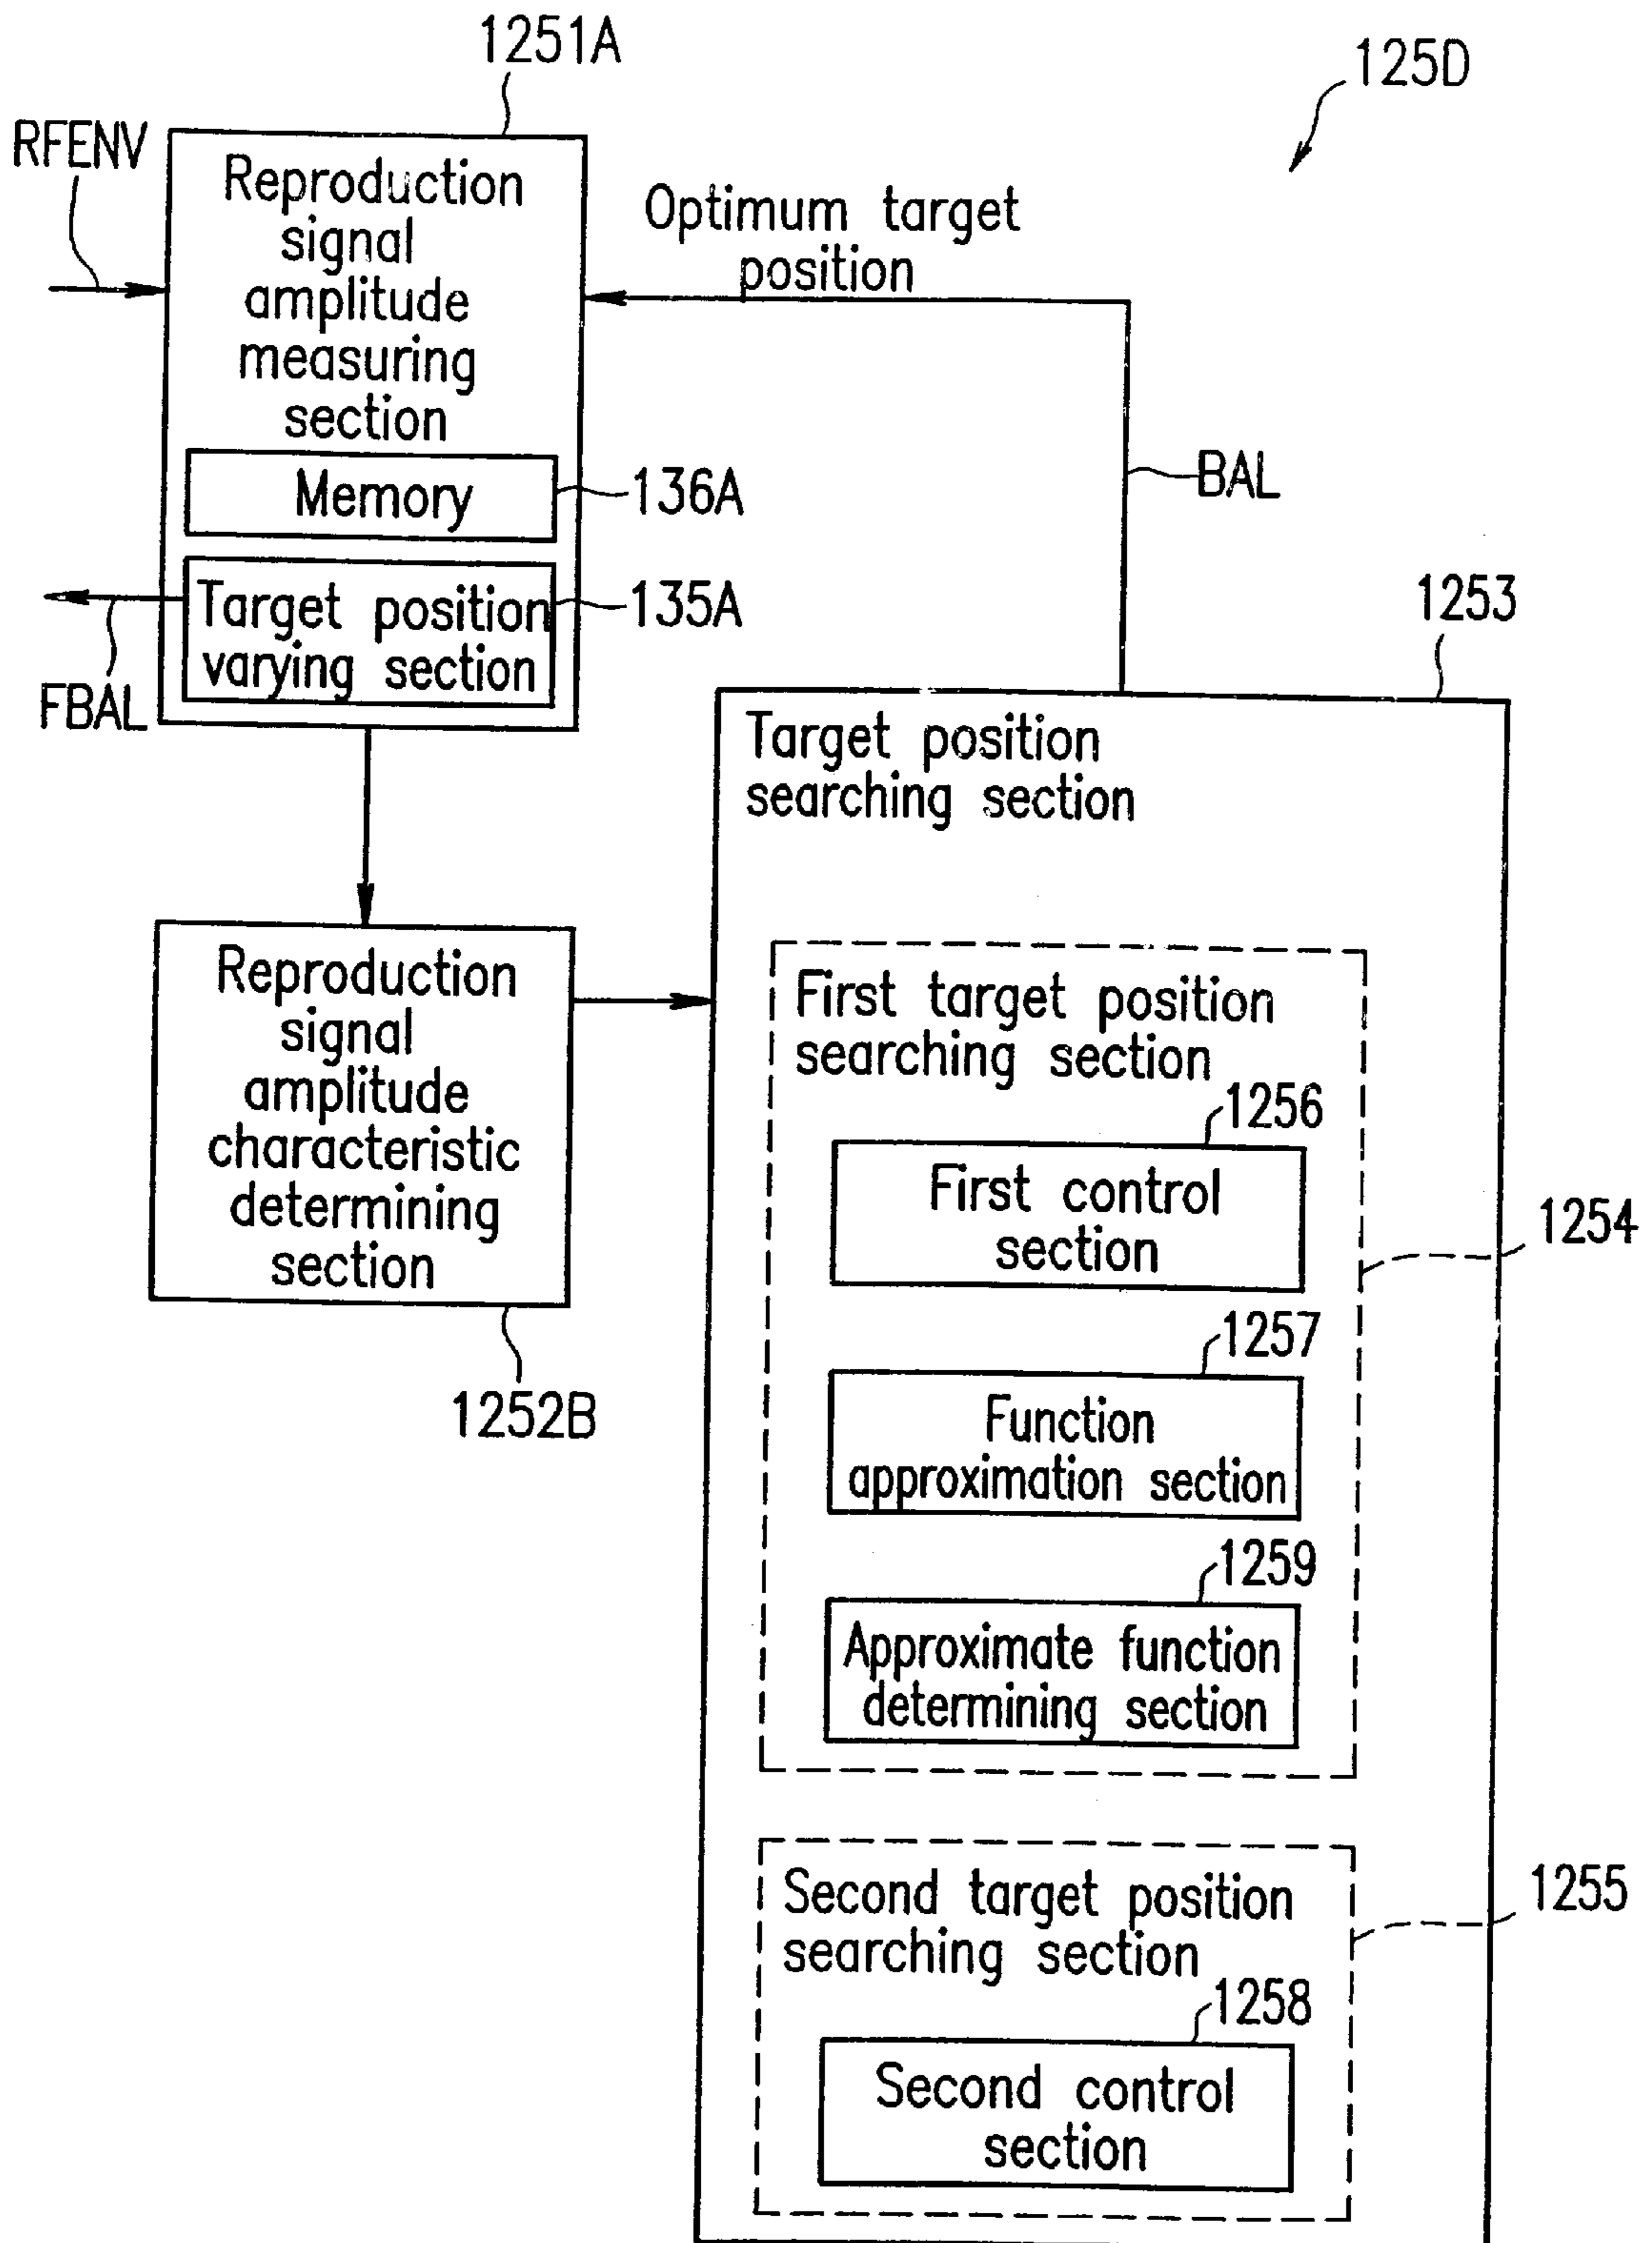 1251A
125D
RFENV
Reproduction
signal
amplitude
measuring
section
Optimum target
position
Memory
136A
BAL
Target position
varying section
135A
FBAL
1253
Target position
searching section
Reproduction
signal
amplitude
characteristic
determining
section
1252B
First target position
searching section
1256
First control
section
1254
1257
Function
approximation section
1259
Approximate function
determining section
Second target position
searching section
1255
1258
Second control
section